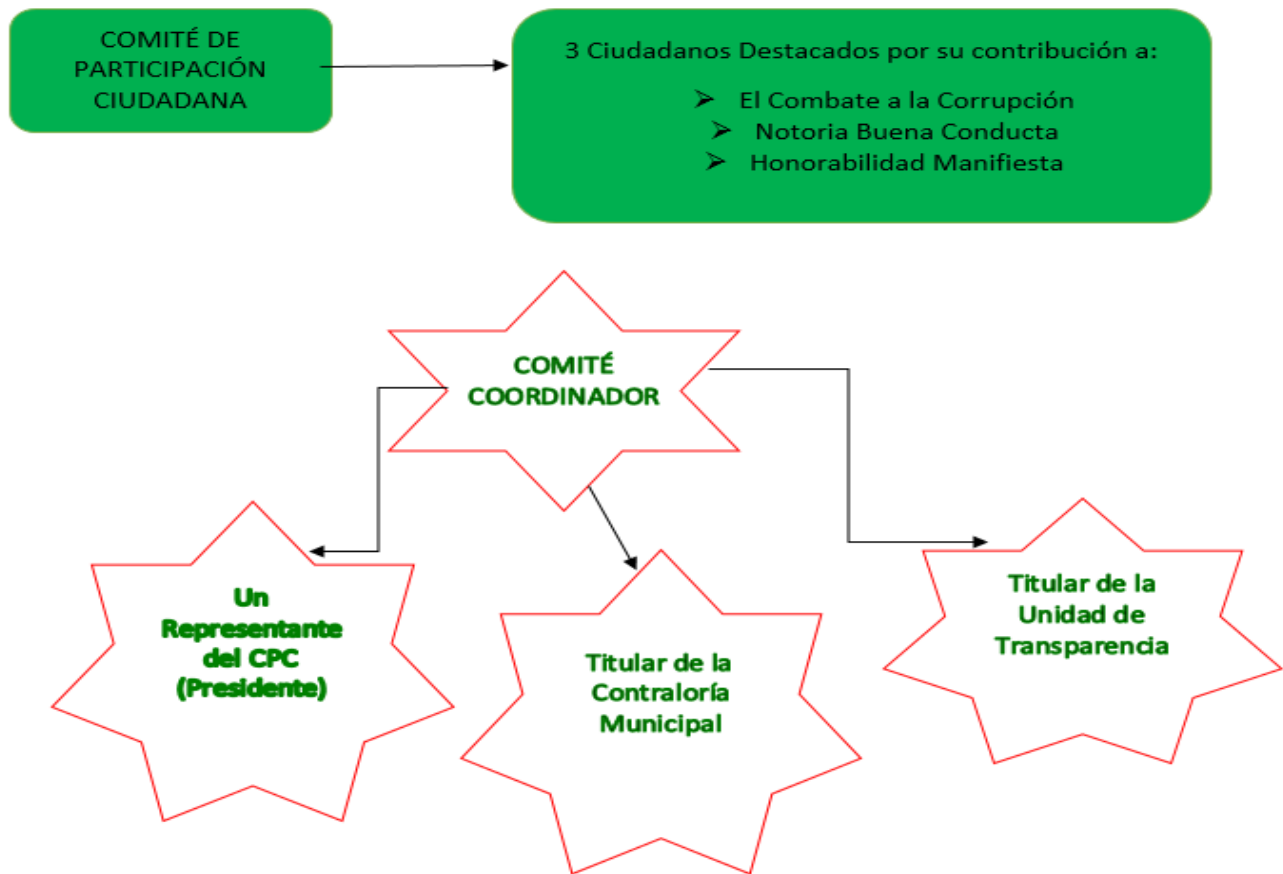 COMITÉ DE
PARTICIPACIÓN
CIUDADANA
3 Ciudadanos Destacados por su contribución a:
➢ El Combate a la Corrupción
➢ Notoria Buena Conducta
➢ Honorabilidad Manifiesta
COMITÉ
COORDINADOR
Un
Representante
del CPC
(Presidente)
Titular de la
Contraloría
Municipal
Titular de la
Unidad de
Transparencia